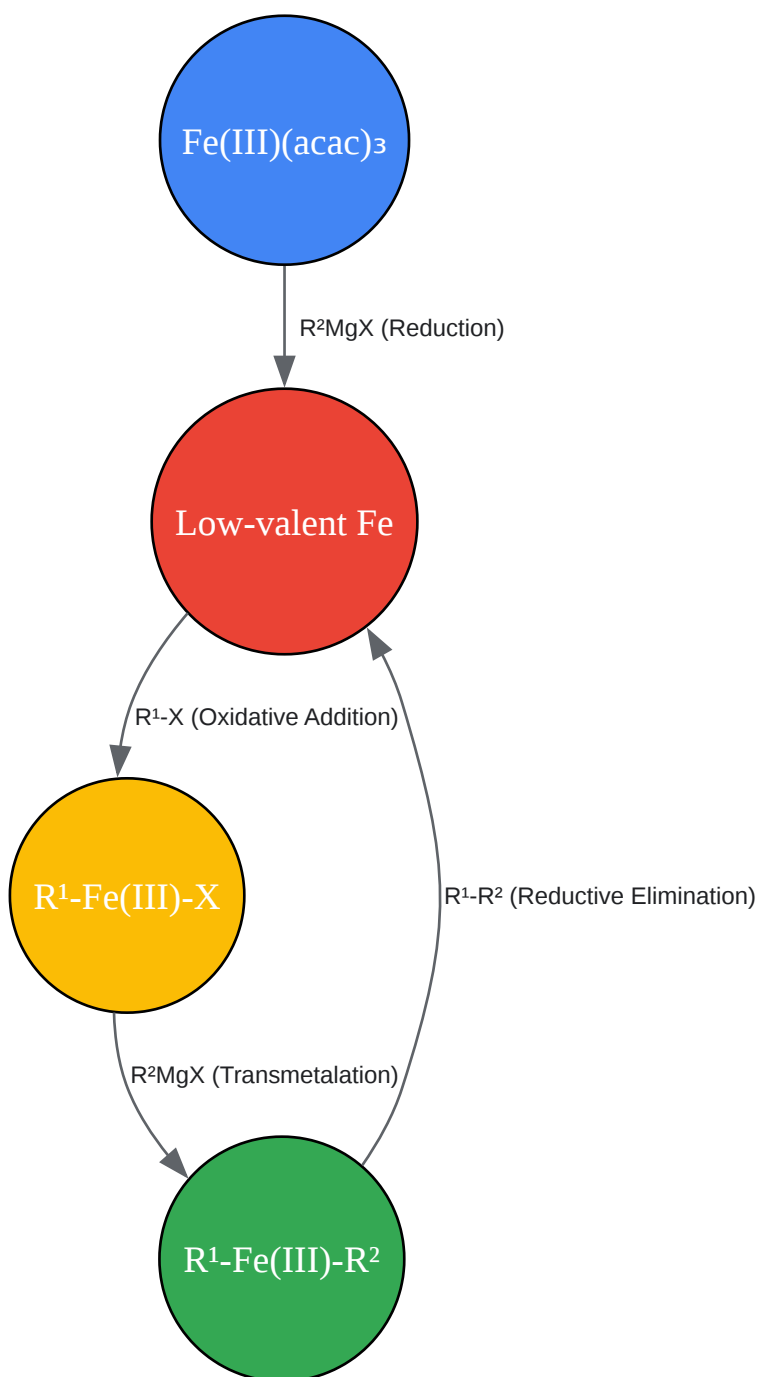 Fe(III)(acac)₃
R²MgX (Reduction)
Low-valent Fe
R¹-X (Oxidative Addition)
R¹-Fe(III)-X
R¹-R² (Reductive Elimination)
R²MgX (Transmetalation)
R¹-Fe(III)-R²